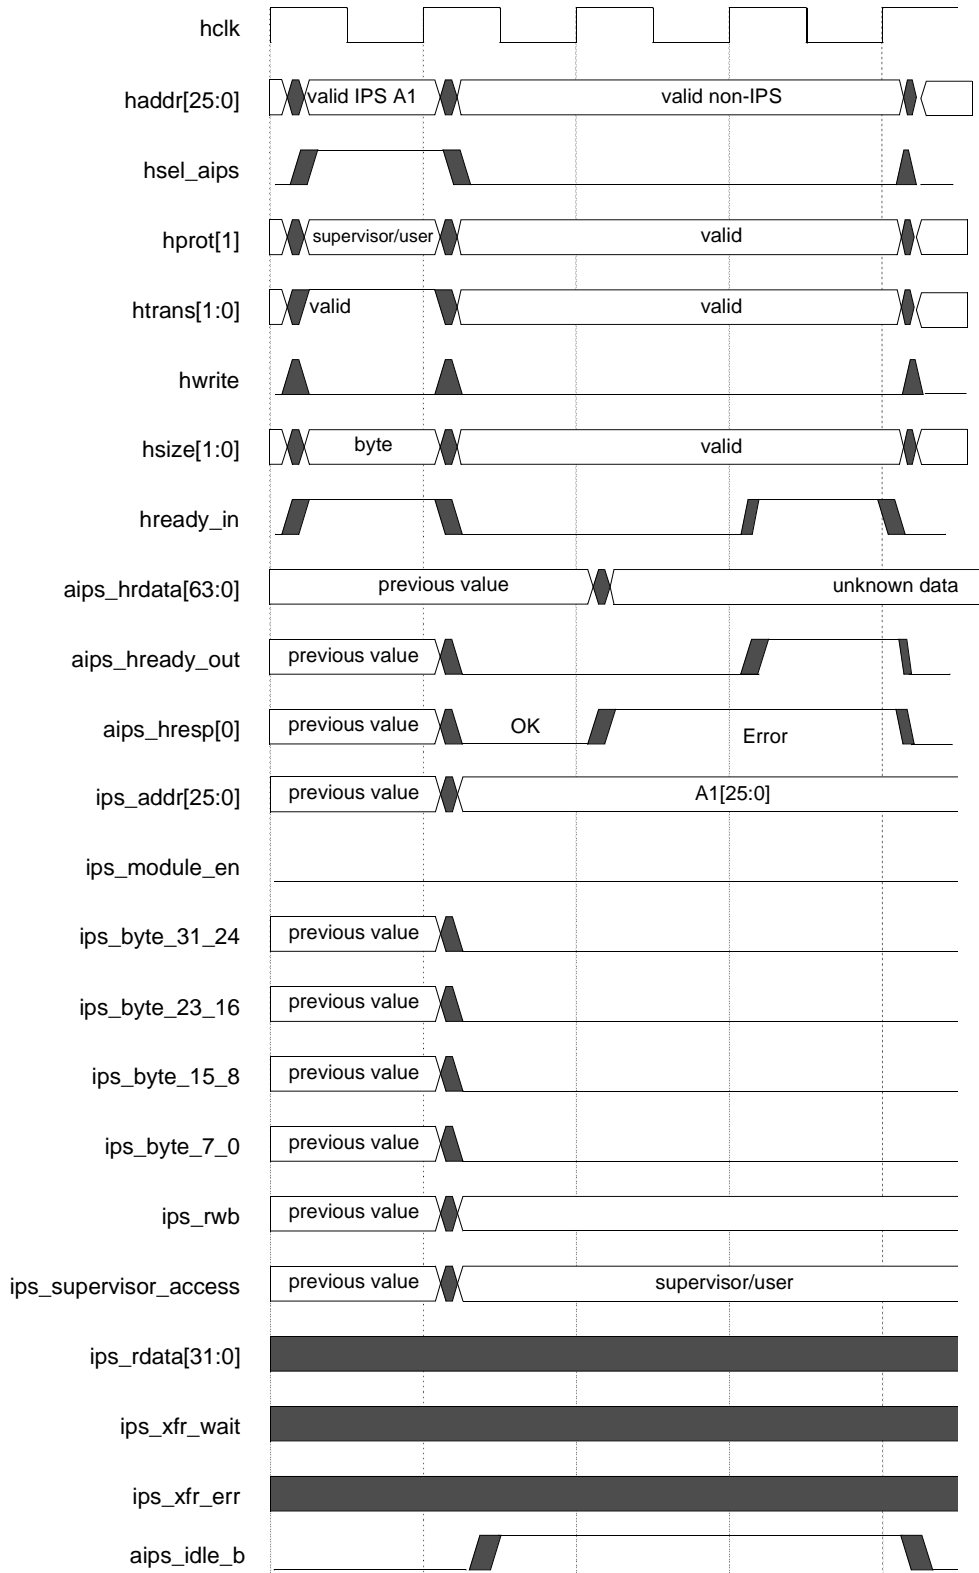 hclk
haddr[25:0] valid IPS A1 valid non-IPS
hsel_aips
hprot[1] supervisor/user valid
htrans[1:0] valid valid
hwrite
hsize[1:0] byte valid
hready_in
aips_hrdata[63:0] previous value unknown data
aips_hready_out previous value
aips_hresp[0] previous value OK Error
ips_addr[25:0] previous value A1[25:0]
ips_module_en
ips_byte_31_24 previous value
ips_byte_23_16 previous value
ips_byte_15_8 previous value
ips_byte_7_0 previous value
ips_rwb previous value
ips_supervisor_access previous value supervisor/user
ips_rdata[31:0]
ips_xfr_wait
ips_xfr_err
aips_idle_b